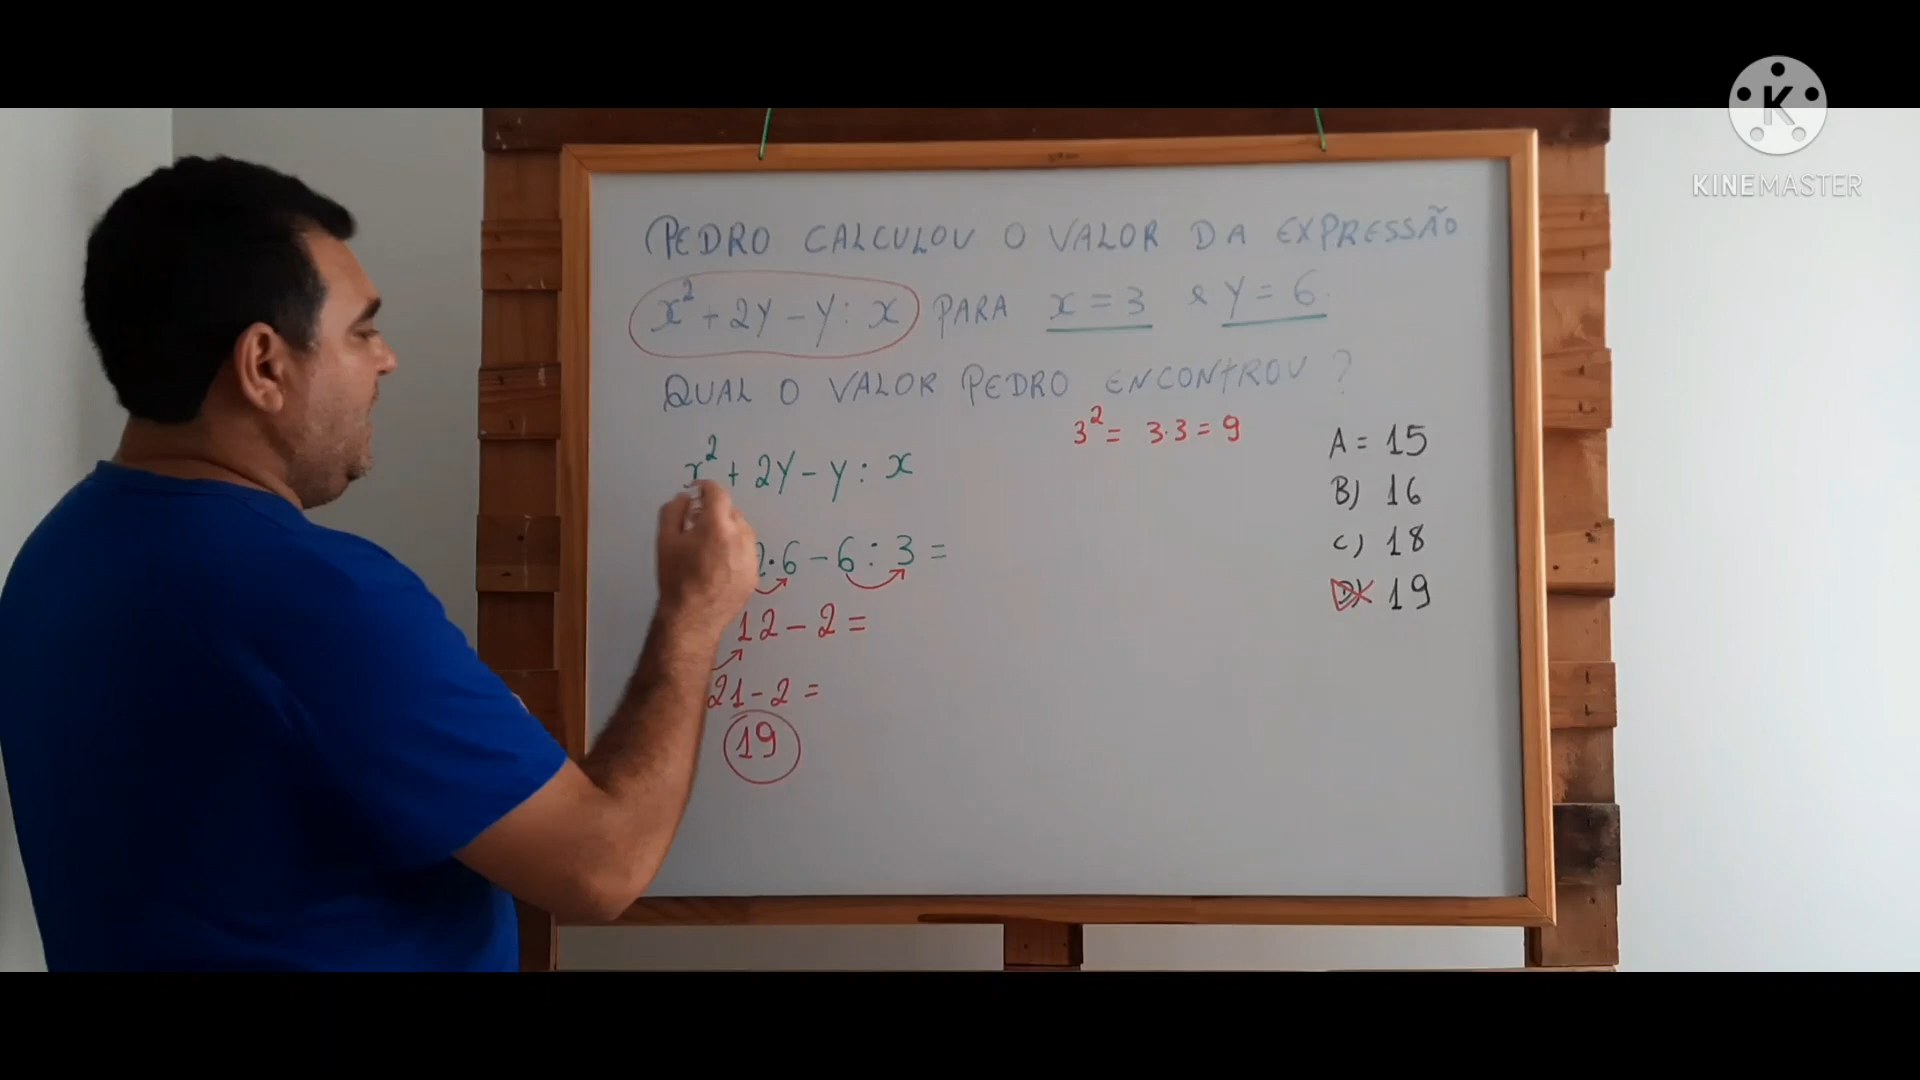 KINEMASTER
PEDRO CALCULOU O VALOR DA EXPRESSÃO
x² + 2y - y : x PARA x = 3 & y = 6.
QUAL O VALOR PEDRO ENCONTROU ?
3² = 3·3 = 9
x² + 2y - y : x
2·6 - 6 : 3 =
12 - 2 =
21 - 2 =
19
A = 15
B) 16
C) 18
D) 19